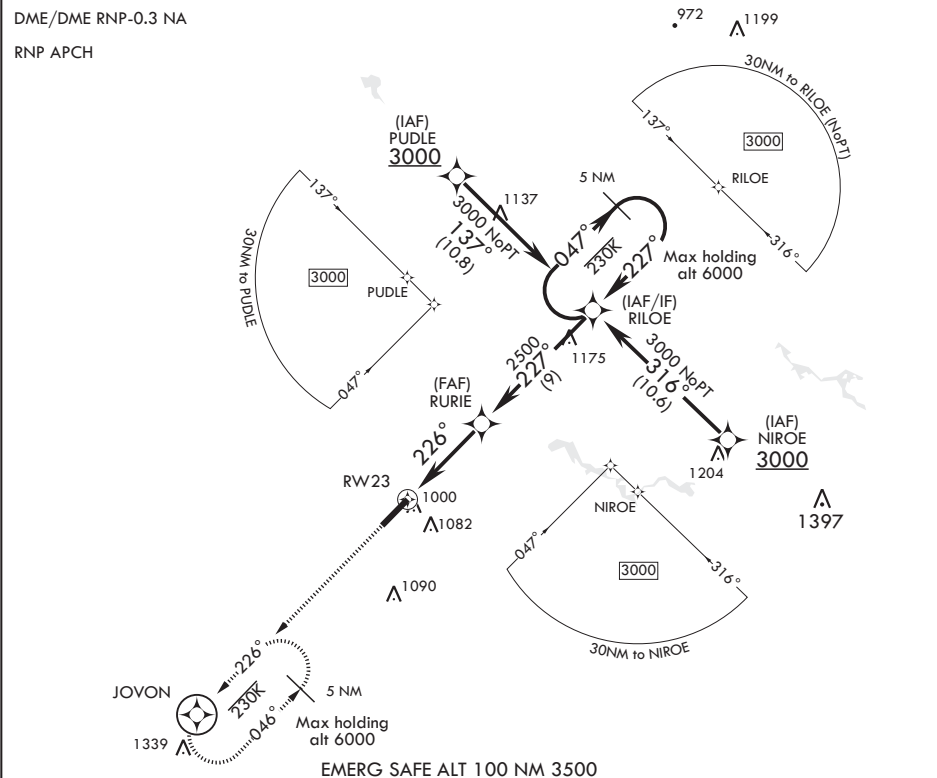 DME/DME RNP-0.3 NA
RNP APCH
972
1199
30NM to RILOE (NoPT)
137°
3000
RILOE
316°
(IAF)
PUDLE
3000
1137
3000 NoPT
137°
(10.8)
5 NM
047°
230K
227°
Max holding
alt 6000
30NM to PUDLE
137°
3000
PUDLE
047°
(IAF/IF)
RILOE
1175
2500
227°
(9)
3000 NoPT
316°
(10.6)
(FAF)
RURIE
226°
(IAF)
NIROE
3000
1204
1397
RW23
1000
1082
NIROE
047°
316°
3000
30NM to NIROE
1090
226°
230K
046°
5 NM
JOVON
Max holding
alt 6000
1339
EMERG SAFE ALT 100 NM 3500